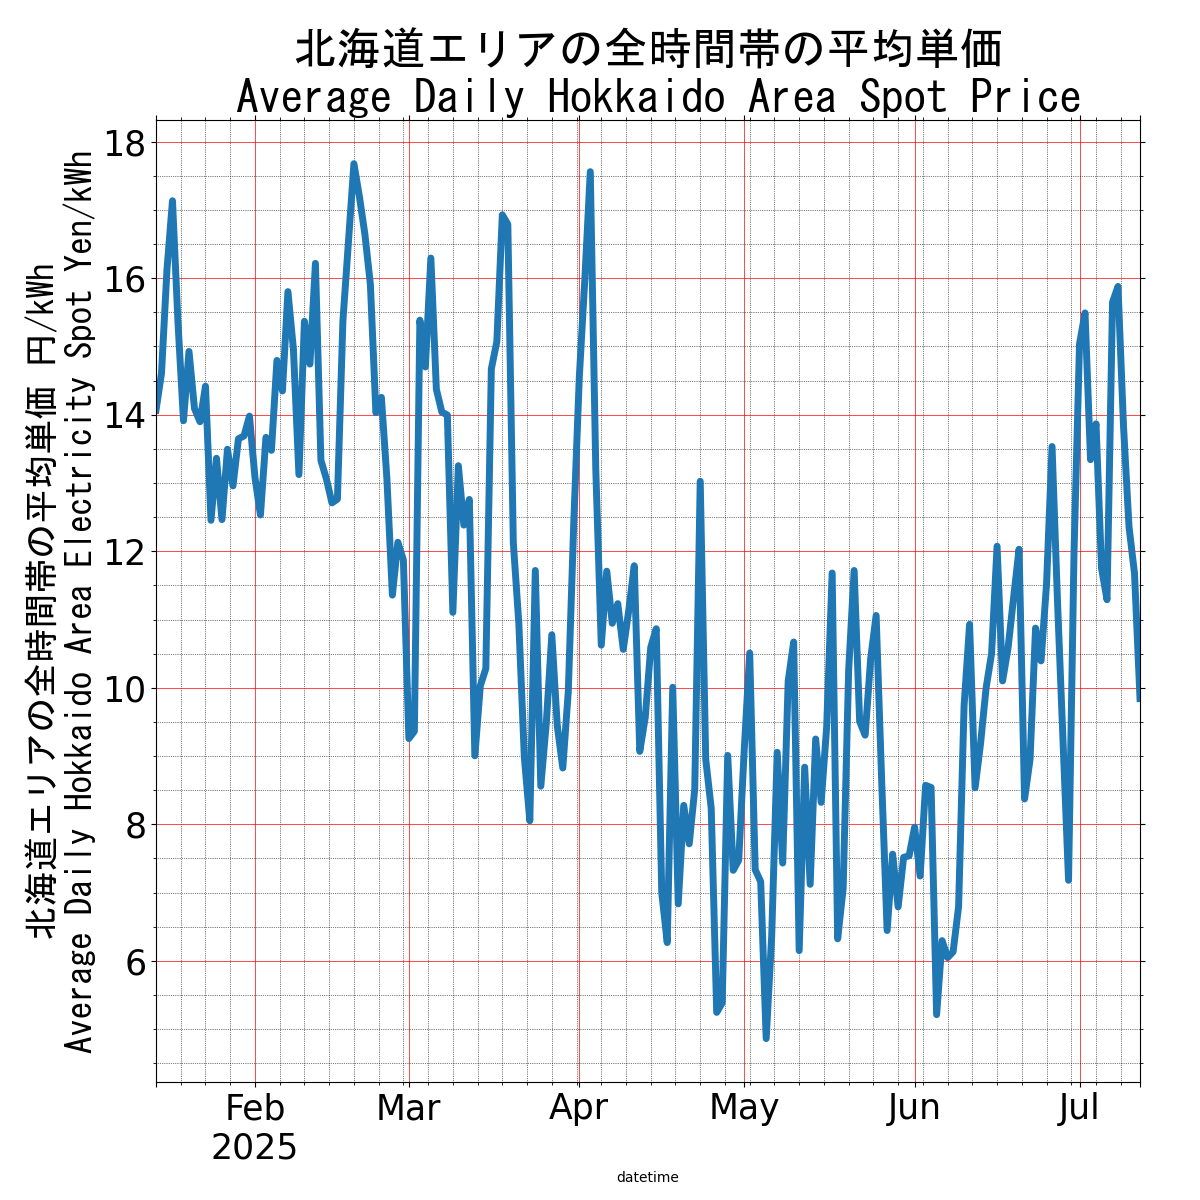 北海道エリアの全時間帯の平均単価
Average Daily Hokkaido Area Spot Price
北海道エリアの全時間帯の平均単価 円/kWh
Average Daily Hokkaido Area Electricity Spot Yen/kWh
18
16
14
12
10
8
6
Feb
2025
Mar
Apr
May
Jun
Jul
datetime